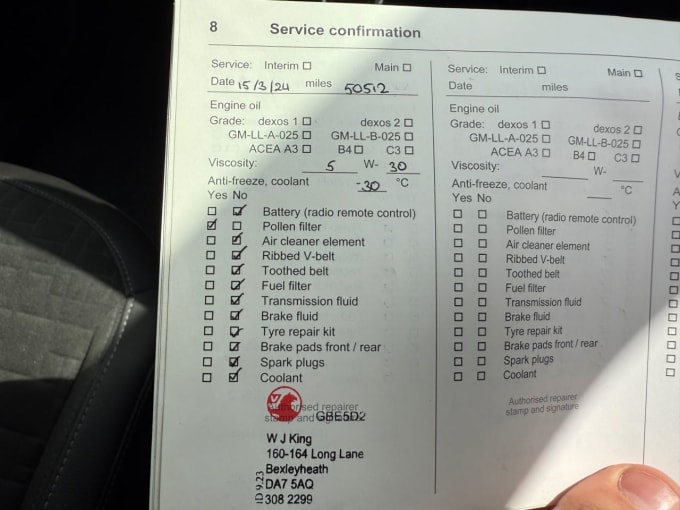 8 Service confirmation
Service: Interim ☐ Main ☐
Date 15/3/24 miles 50512
Engine oil
Grade: dexos 1 ☐ dexos 2 ☐
GM-LL-A-025 ☐ GM-LL-B-025 ☐
ACEA A3 ☐ B4 ☐ C3 ☐
Viscosity: 5 W- 30
Anti-freeze, coolant -30 °C
Yes No
☐ ☑ Battery (radio remote control)
☑ ☐ Pollen filter
☐ ☑ Air cleaner element
☐ ☑ Ribbed V-belt
☐ ☑ Toothed belt
☐ ☑ Fuel filter
☐ ☑ Transmission fluid
☐ ☑ Brake fluid
☐ ☑ Tyre repair kit
☐ ☑ Brake pads front / rear
☐ ☑ Spark plugs
☐ ☑ Coolant
Authorised repairer
stamp and signature
GBE5D2
W J King
160-164 Long Lane
Bexleyheath
DA7 5AQ
308 2299
ID 9.23
Service: Interim ☐ Main ☐
Date miles
Engine oil
Grade: dexos 1 ☐ dexos 2 ☐
GM-LL-A-025 ☐ GM-LL-B-025 ☐
ACEA A3 ☐ B4 ☐ C3 ☐
Viscosity: W-
Anti-freeze, coolant °C
Yes No
☐ ☐ Battery (radio remote control)
☐ ☐ Pollen filter
☐ ☐ Air cleaner element
☐ ☐ Ribbed V-belt
☐ ☐ Toothed belt
☐ ☐ Fuel filter
☐ ☐ Transmission fluid
☐ ☐ Brake fluid
☐ ☐ Tyre repair kit
☐ ☐ Brake pads front / rear
☐ ☐ Spark plugs
☐ ☐ Coolant
Authorised repairer
stamp and signature